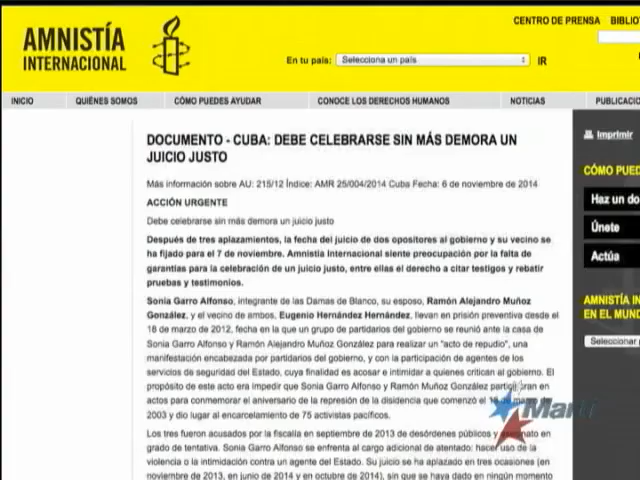 CENTRO DE PRENSA BIBLIO
AMNISTÍA
INTERNACIONAL
En tu país: Selecciona un país IR
INICIO QUIÉNES SOMOS CÓMO PUEDES AYUDAR CONOCE LOS DERECHOS HUMANOS NOTICIAS PUBLICACIO
DOCUMENTO - CUBA: DEBE CELEBRARSE SIN MÁS DEMORA UN
JUICIO JUSTO
Más información sobre AU: 215/12 Índice: AMR 25/004/2014 Cuba Fecha: 6 de noviembre de 2014
ACCIÓN URGENTE
Debe celebrarse sin más demora un juicio justo
Después de tres aplazamientos, la fecha del juicio de dos opositores al gobierno y su vecino se
ha fijado para el 7 de noviembre. Amnistía Internacional siente preocupación por la falta de
garantías para la celebración de un juicio justo, entre ellas el derecho a citar testigos y rebatir
pruebas y testimonios.
Sonia Garro Alfonso, integrante de las Damas de Blanco, su esposo, Ramón Alejandro Muñoz
González, y el vecino de ambos, Eugenio Hernández Hernández, llevan en prisión preventiva desde el
18 de marzo de 2012, fecha en la que un grupo de partidarios del gobierno se reunió ante la casa de
Sonia Garro Alfonso y Ramón Alejandro Muñoz González para realizar un "acto de repudio", una
manifestación encabezada por partidarios del gobierno, y con la participación de agentes de los
servicios de seguridad del Estado, cuya finalidad es acosar e intimidar a quienes critican al gobierno. El
propósito de este acto era impedir que Sonia Garro Alfonso y Ramón Muñoz González participaran en
actos para conmemorar el aniversario de la represión de la disidencia que comenzó el 18 de marzo de
2003 y dio lugar al encarcelamiento de 75 activistas pacíficos.
Los tres fueron acusados por la fiscalía en septiembre de 2013 de desórdenes públicos y asesinato en
grado de tentativa. Sonia Garro Alfonso se enfrenta al cargo adicional de atentado: hacer uso de la
violencia o la intimidación contra un agente del Estado. Su juicio se ha aplazado en tres ocasiones (en
noviembre de 2013, en junio de 2014 y en octubre de 2014), sin que se haya dado en ningún momento
Imprimir
CÓMO PUED
Haz un do
Únete
Actúa
AMNISTÍA IN
EN EL MUND
Seleccionar p
Martí